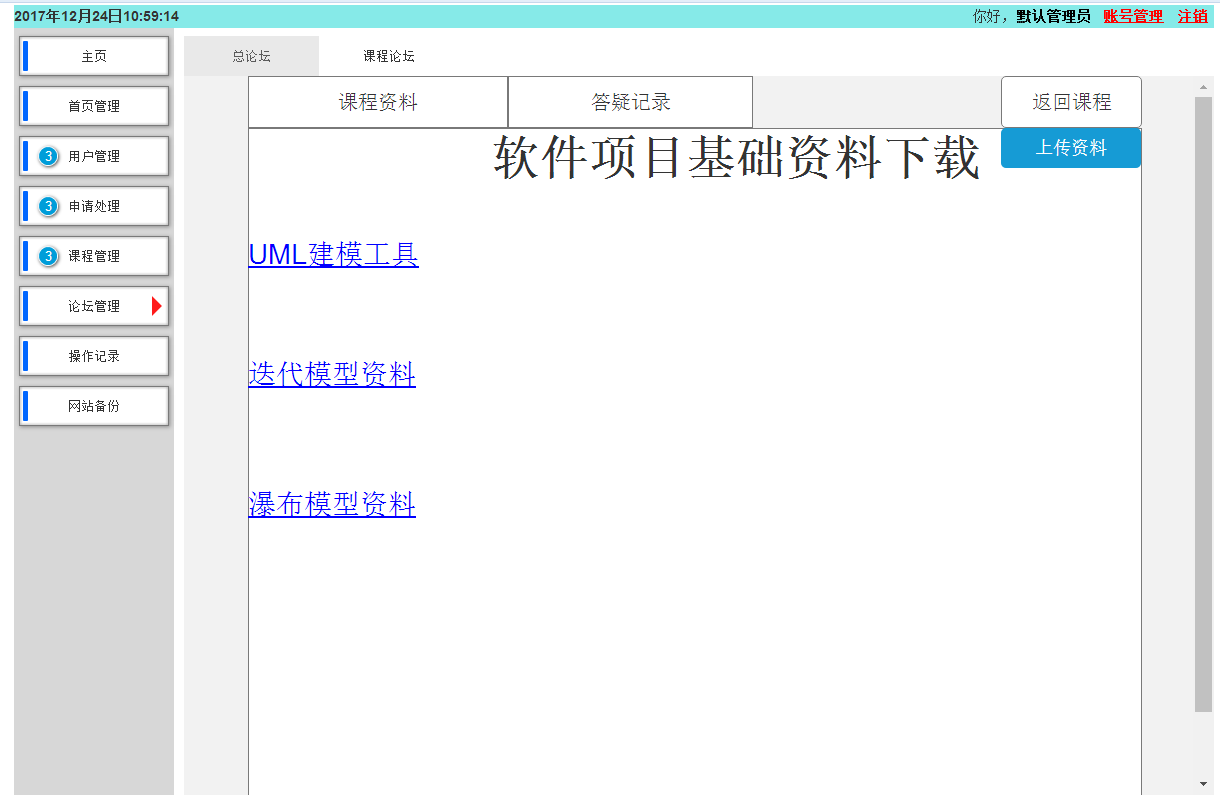 2017年12月24日10:59:14
你好，默认管理员 账号管理 注销
主页
首页管理
3 用户管理
3 申请处理
3 课程管理
论坛管理
操作记录
网站备份
总论坛 课程论坛
课程资料 答疑记录 返回课程
上传资料
软件项目基础资料下载
UML建模工具
迭代模型资料
瀑布模型资料